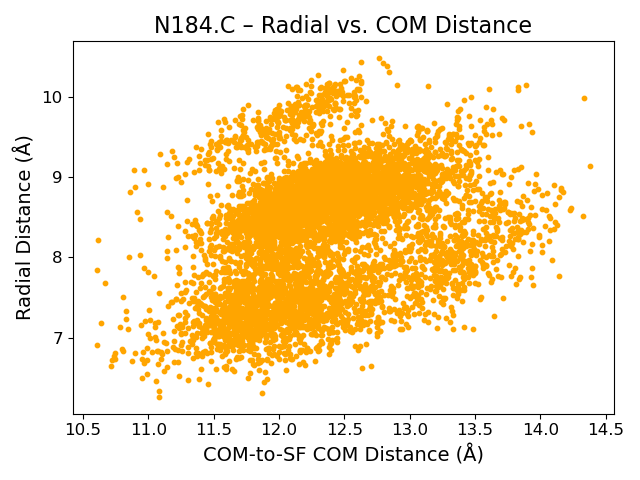 N184.C – Radial vs. COM Distance
Radial Distance (Å)
10
9
8
7
10.5 11.0 11.5 12.0 12.5 13.0 13.5 14.0 14.5
COM-to-SF COM Distance (Å)